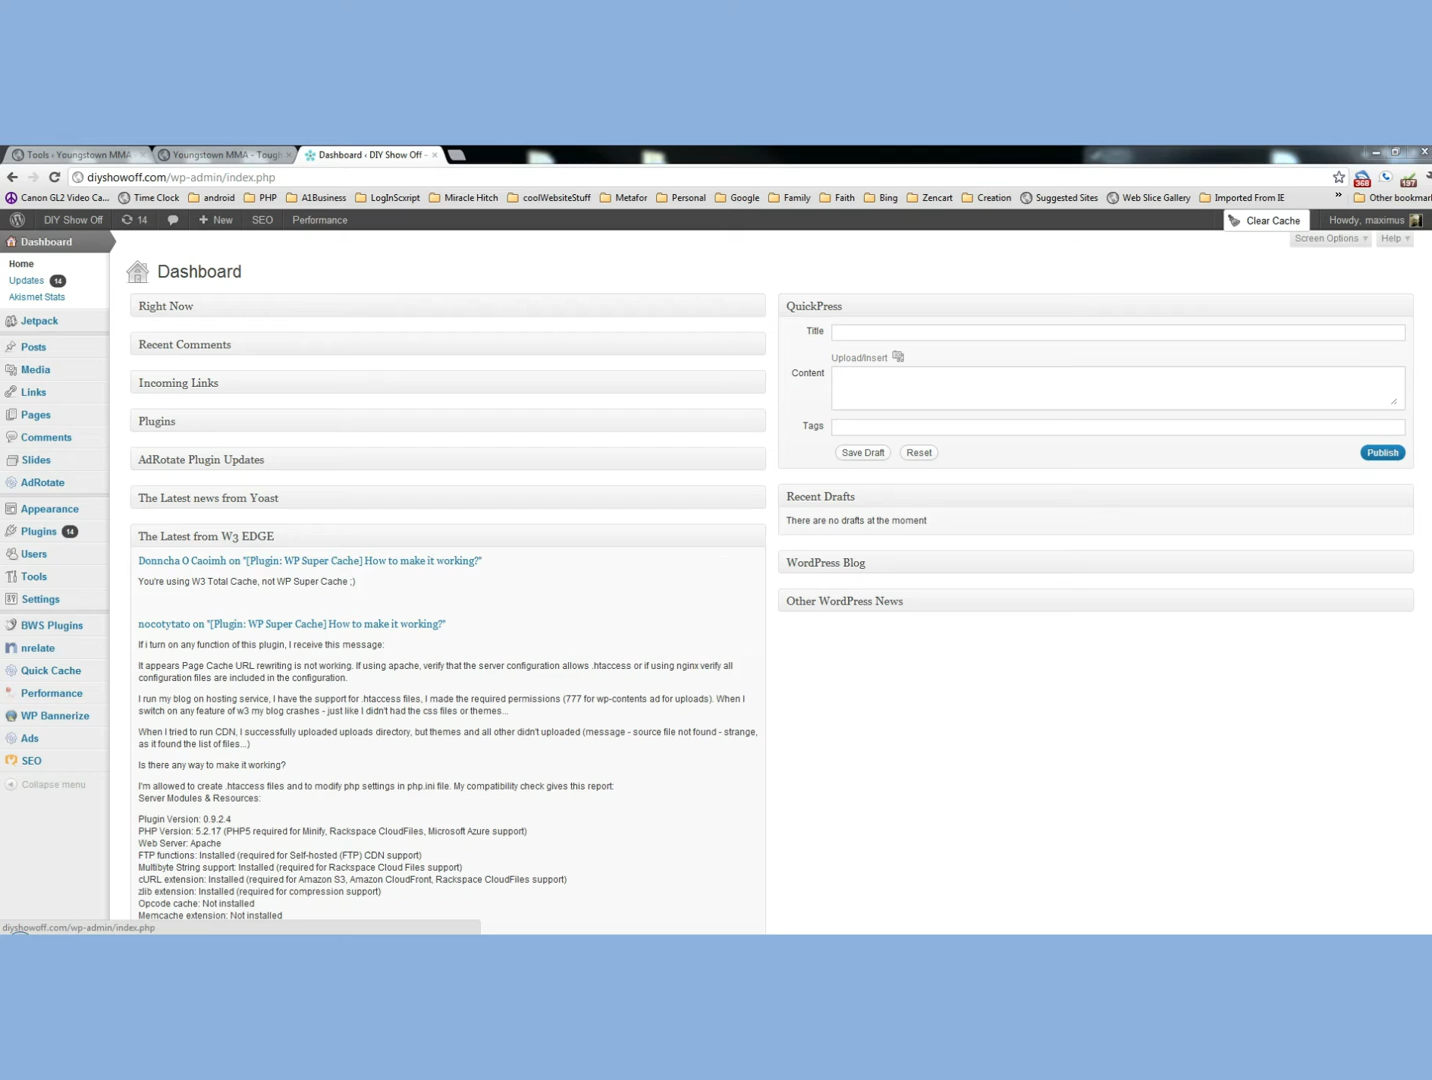 Tools ‹ Youngstown MMA
Youngstown MMA - Tough
Dashboard ‹ DIY Show Off -
diyshowoff.com/wp-admin/index.php
368
197
Canon GL2 Video Ca...
Time Clock
android
PHP
A1Business
LogInScript
Miracle Hitch
coolWebsiteStuff
Metafor
Personal
Google
Family
Faith
Bing
Zencart
Creation
Suggested Sites
Web Slice Gallery
Imported From IE
»
Other bookmar
DIY Show Off
14
+ New
SEO
Performance
Clear Cache
Howdy, maximus
Screen Options
Help
Dashboard
Home
Updates 14
Akismet Stats
Jetpack
Posts
Media
Links
Pages
Comments
Slides
AdRotate
Appearance
Plugins 14
Users
Tools
Settings
BWS Plugins
nrelate
Quick Cache
Performance
WP Bannerize
Ads
SEO
Collapse menu
Dashboard
Right Now
Recent Comments
Incoming Links
Plugins
AdRotate Plugin Updates
The Latest news from Yoast
The Latest from W3 EDGE
Donncha O Caoimh on "[Plugin: WP Super Cache] How to make it working?"
You're using W3 Total Cache, not WP Super Cache ;)
nocotytato on "[Plugin: WP Super Cache] How to make it working?"
If i turn on any function of this plugin, I receive this message:
It appears Page Cache URL rewriting is not working. If using apache, verify that the server configuration allows .htaccess or if using nginx verify all
configuration files are included in the configuration.
I run my blog on hosting service, I have the support for .htaccess files, I made the required permissions (777 for wp-contents ad for uploads). When I
switch on any feature of w3 my blog crashes - just like I didn't had the css files or themes...
When I tried to run CDN, I successfully uploaded uploads directory, but themes and all other didn't uploaded (message - source file not found - strange,
as it found the list of files...)
Is there any way to make it working?
I'm allowed to create .htaccess files and to modify php settings in php.ini file. My compatibility check gives this report:
Server Modules & Resources:
Plugin Version: 0.9.2.4
PHP Version: 5.2.17 (PHP5 required for Minify, Rackspace CloudFiles, Microsoft Azure support)
Web Server: Apache
FTP functions: Installed (required for Self-hosted (FTP) CDN support)
Multibyte String support: Installed (required for Rackspace Cloud Files support)
cURL extension: Installed (required for Amazon S3, Amazon CloudFront, Rackspace CloudFiles support)
zlib extension: Installed (required for compression support)
Opcode cache: Not installed
Memcache extension: Not installed
QuickPress
Title
Upload/Insert
Content
Tags
Save Draft
Reset
Publish
Recent Drafts
There are no drafts at the moment
WordPress Blog
Other WordPress News
diyshowoff.com/wp-admin/index.php